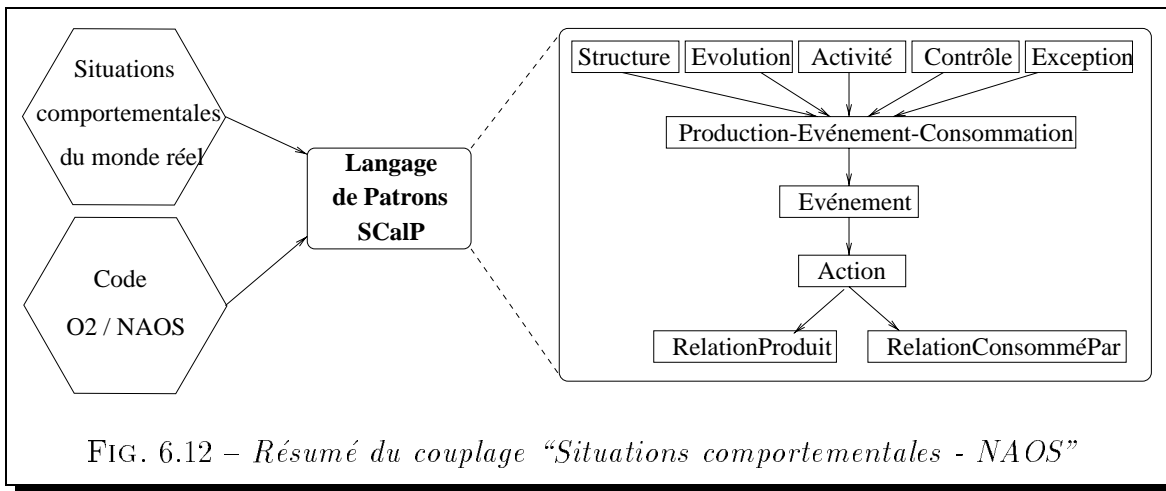 Situations
comportementales
du monde réel
Code
O2 / NAOS
Langage
de Patrons
SCalP
Structure Evolution Activité Contrôle Exception
Production-Evénement-Consommation
Evénement
Action
RelationProduit RelationConsomméPar
FIG. 6.12 – Résumé du couplage “Situations comportementales - NAOS”